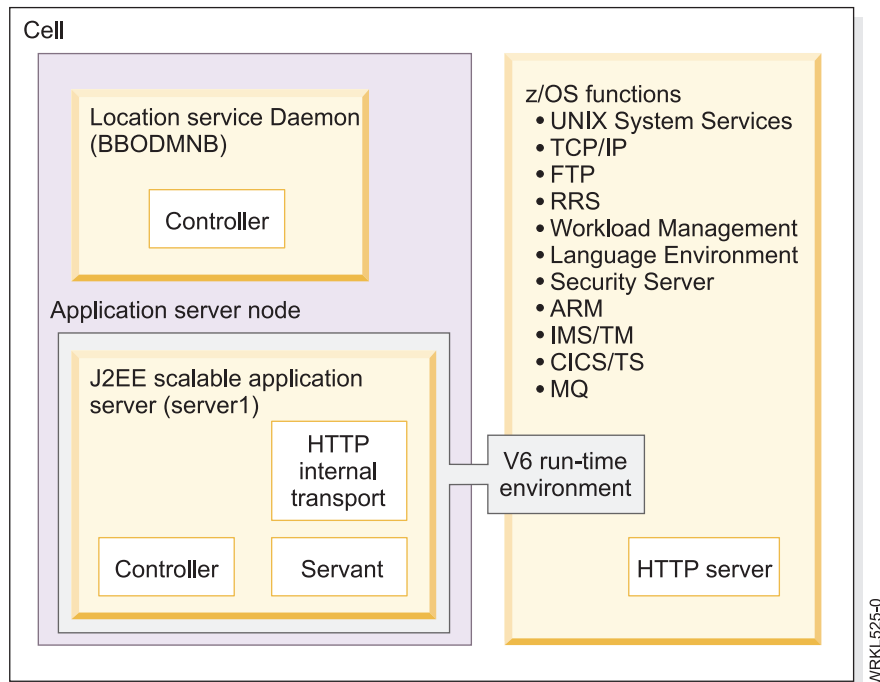 Cell
Location service Daemon
(BBODMNB)
Controller
Application server node
J2EE scalable application
server (server1)
HTTP
internal
transport
Controller
Servant
z/OS functions
• UNIX System Services
• TCP/IP
• FTP
• RRS
• Workload Management
• Language Environment
• Security Server
• ARM
• IMS/TM
• CICS/TS
• MQ
V6 run-time
environment
HTTP server
WRKL525-0